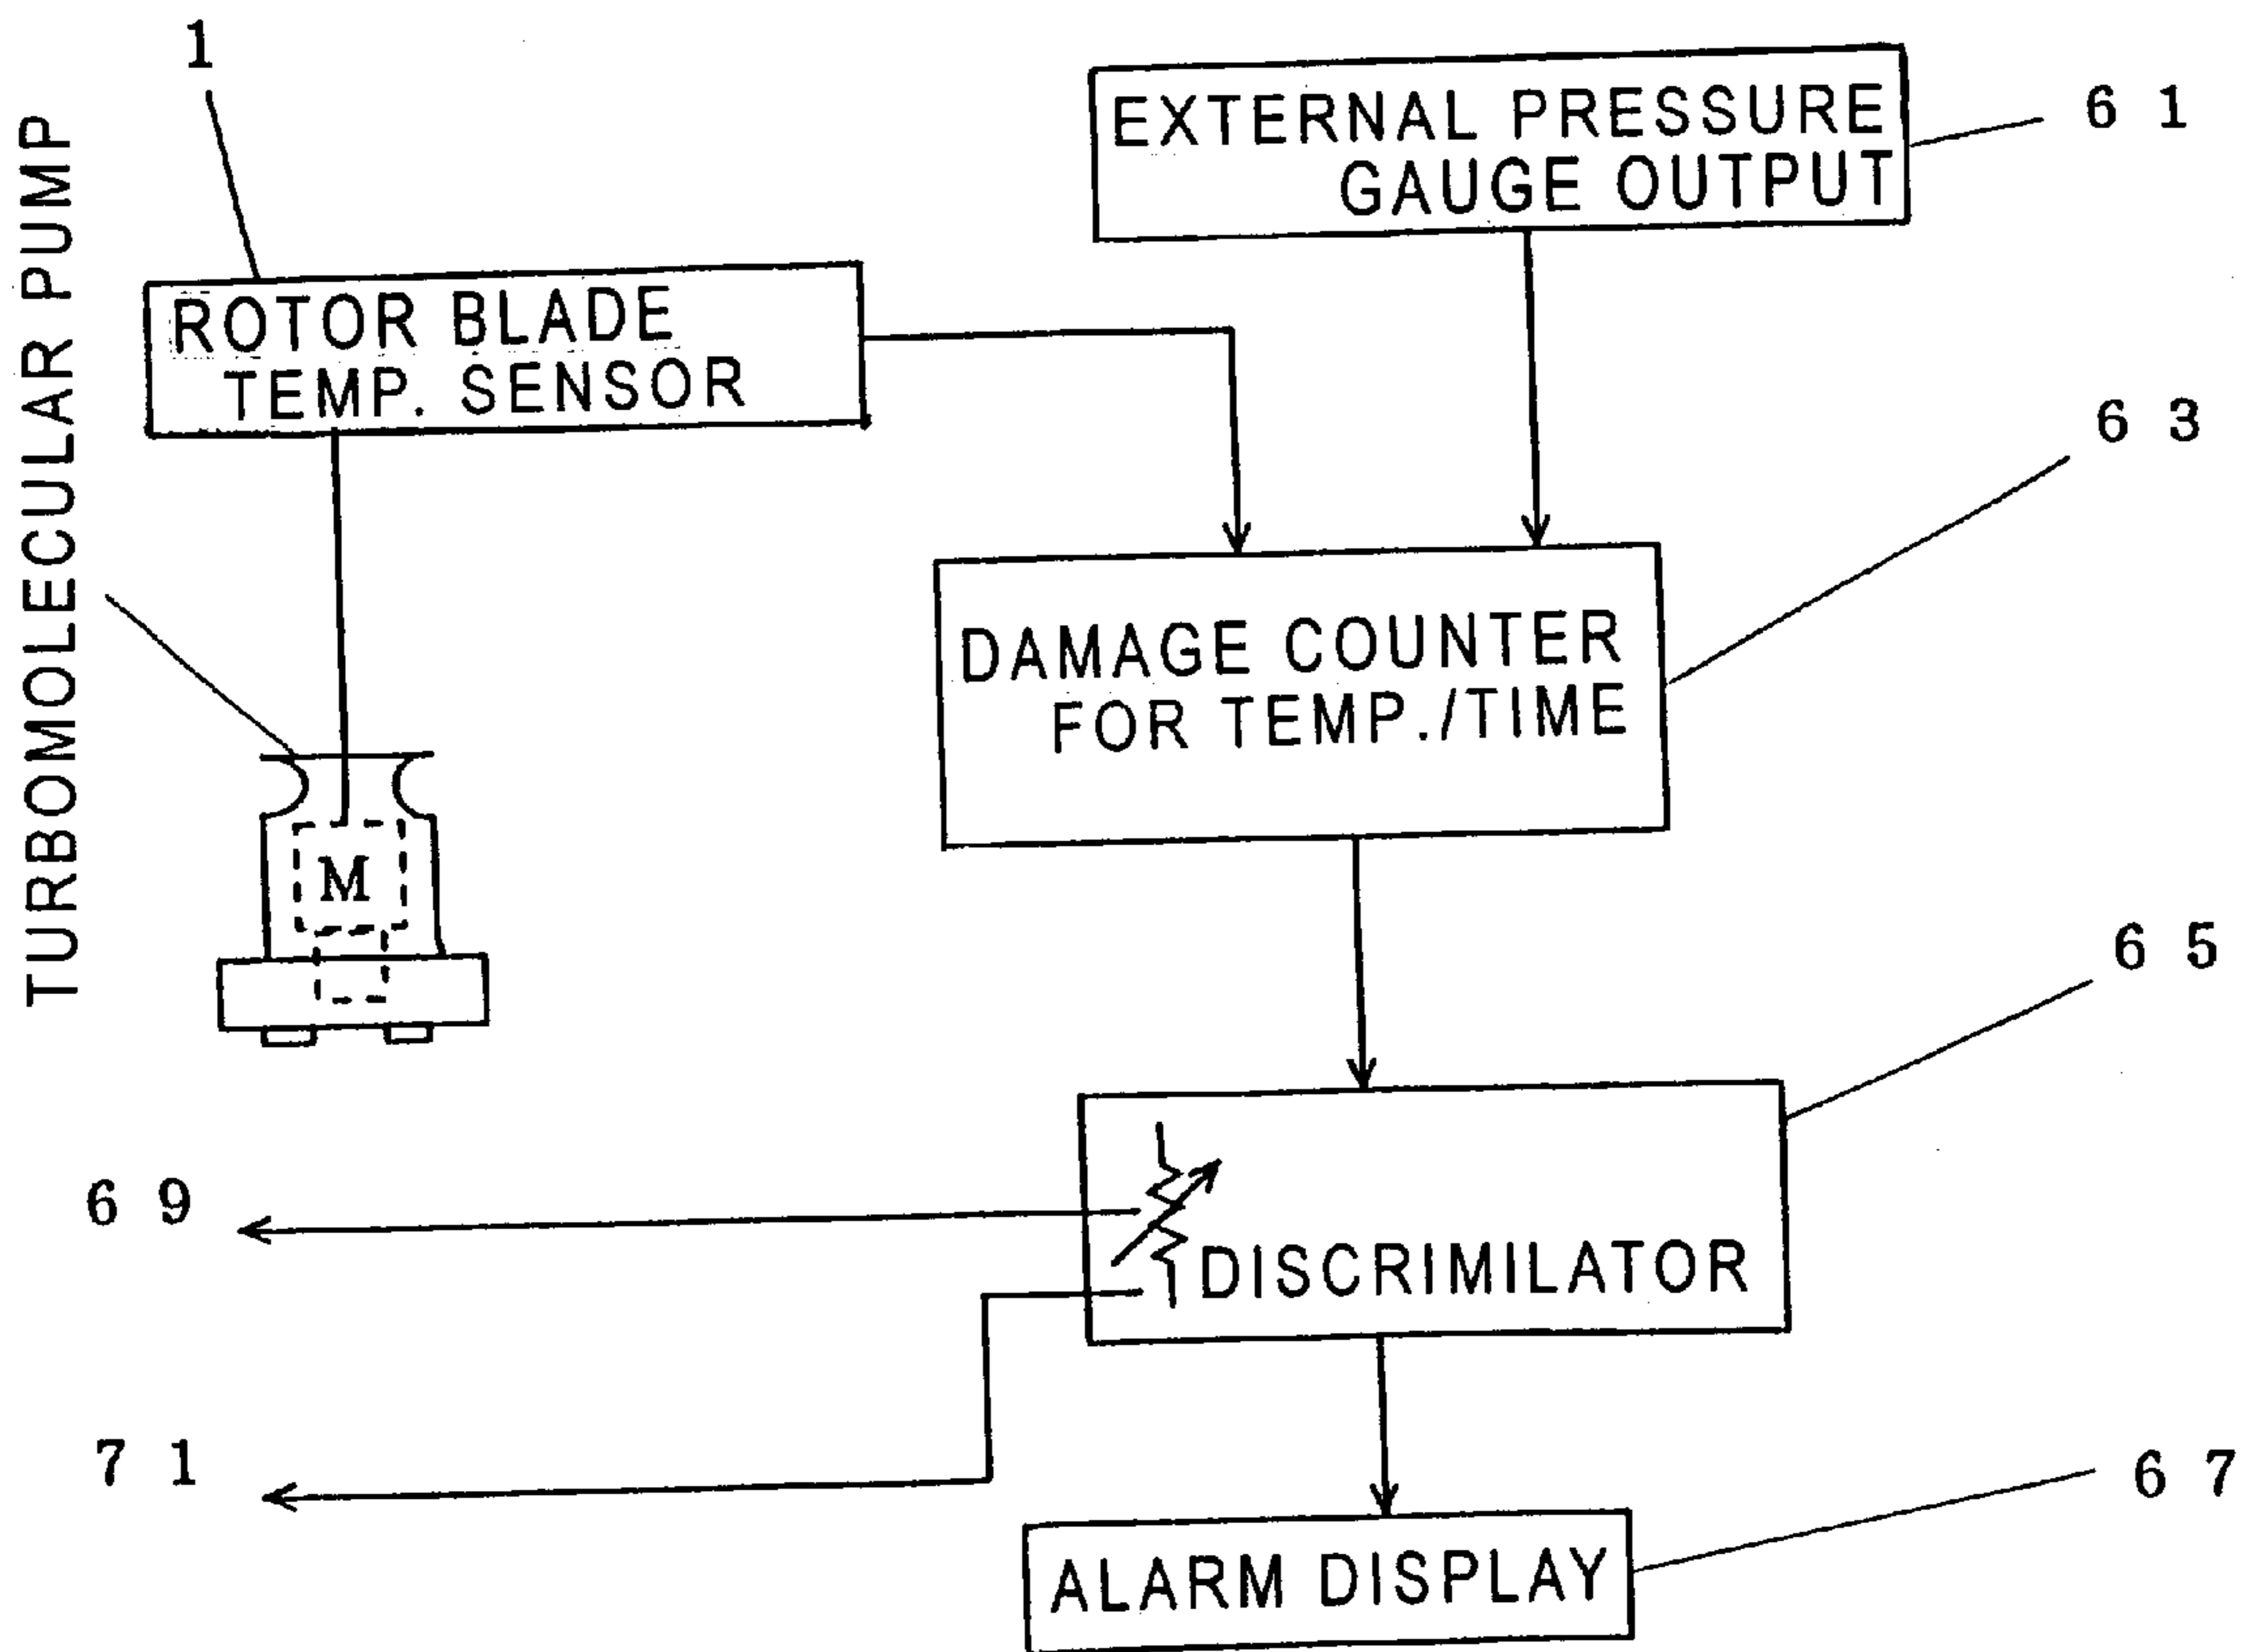 1
EXTERNAL PRESSURE
GAUGE OUTPUT
6 1
TURBOMOLECULAR PUMP
ROTOR BLADE
TEMP. SENSOR
6 3
DAMAGE COUNTER
FOR TEMP./TIME
M
6 5
6 9
DISCRIMILATOR
7 1
6 7
ALARM DISPLAY